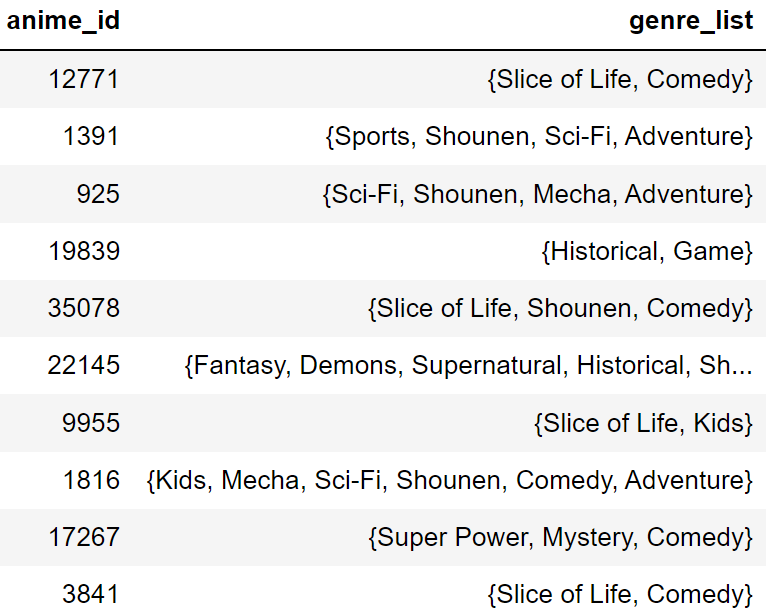 anime_id genre_list
12771 {Slice of Life, Comedy}
1391 {Sports, Shounen, Sci-Fi, Adventure}
925 {Sci-Fi, Shounen, Mecha, Adventure}
19839 {Historical, Game}
35078 {Slice of Life, Shounen, Comedy}
22145 {Fantasy, Demons, Supernatural, Historical, Sh...
9955 {Slice of Life, Kids}
1816 {Kids, Mecha, Sci-Fi, Shounen, Comedy, Adventure}
17267 {Super Power, Mystery, Comedy}
3841 {Slice of Life, Comedy}